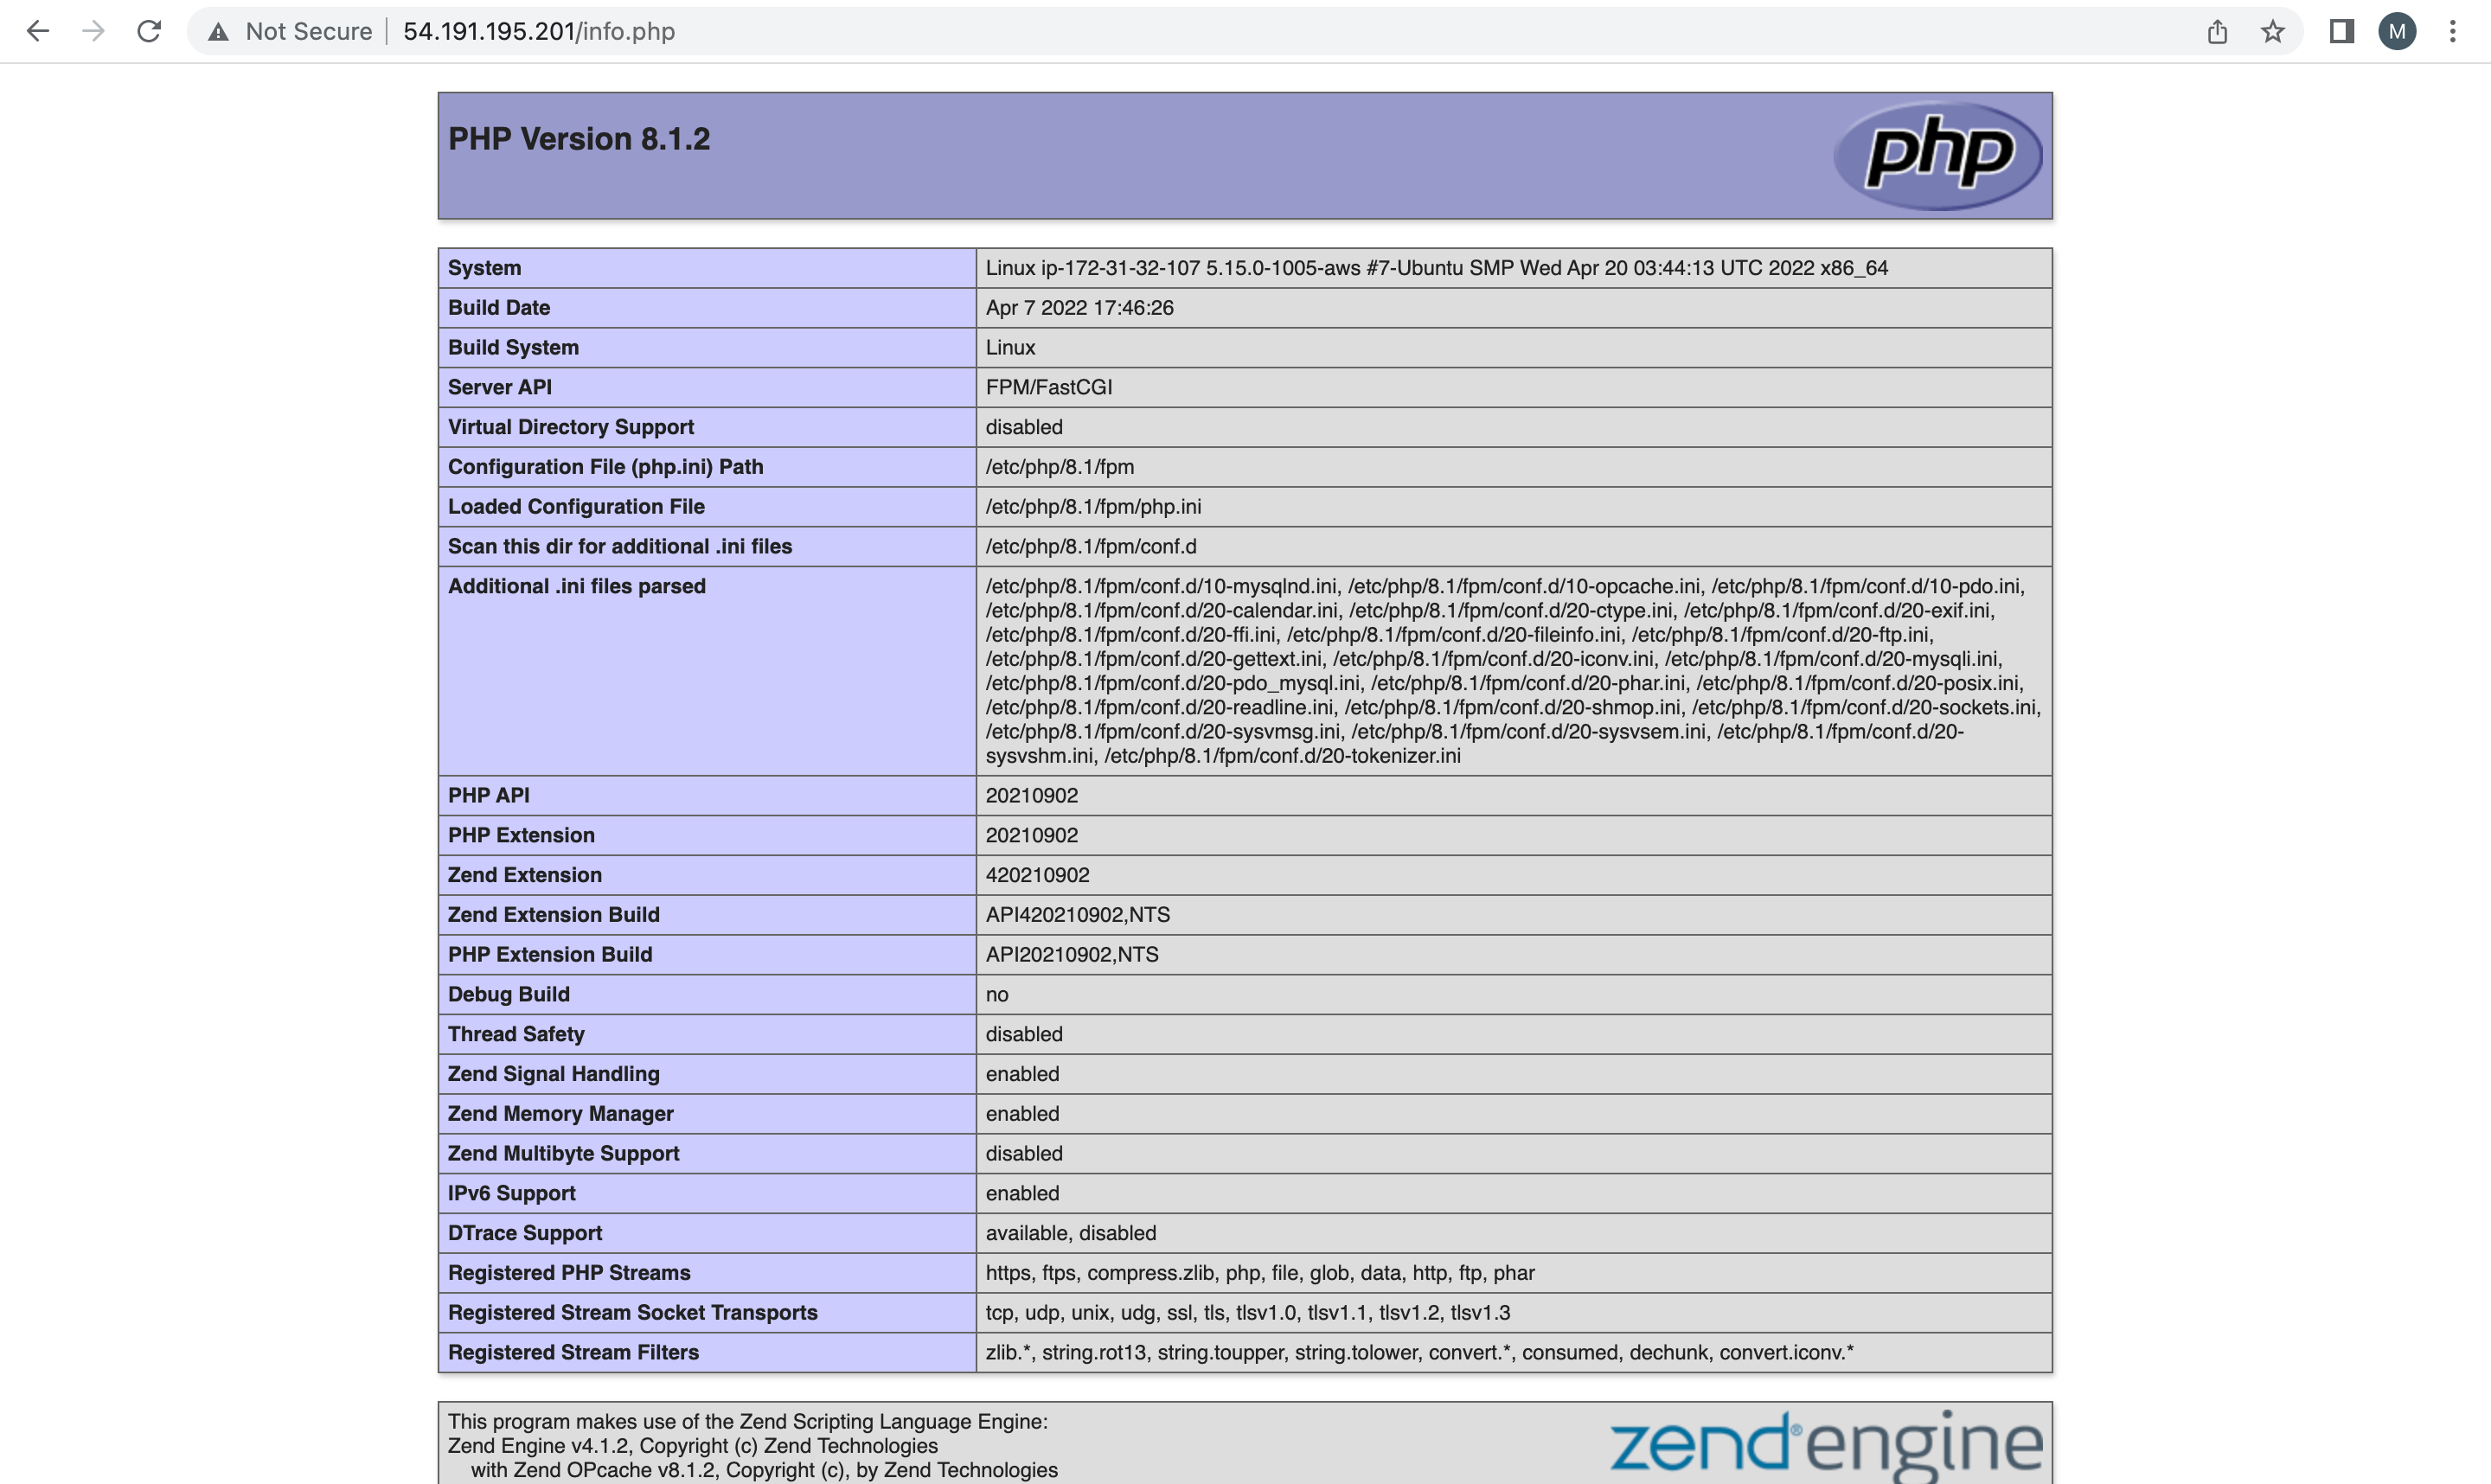 Not Secure 54.191.195.201/info.php M
PHP Version 8.1.2
php
System Linux ip-172-31-32-107 5.15.0-1005-aws #7-Ubuntu SMP Wed Apr 20 03:44:13 UTC 2022 x86_64
Build Date Apr 7 2022 17:46:26
Build System Linux
Server API FPM/FastCGI
Virtual Directory Support disabled
Configuration File (php.ini) Path /etc/php/8.1/fpm
Loaded Configuration File /etc/php/8.1/fpm/php.ini
Scan this dir for additional .ini files /etc/php/8.1/fpm/conf.d
Additional .ini files parsed /etc/php/8.1/fpm/conf.d/10-mysqlnd.ini, /etc/php/8.1/fpm/conf.d/10-opcache.ini, /etc/php/8.1/fpm/conf.d/10-pdo.ini,
/etc/php/8.1/fpm/conf.d/20-calendar.ini, /etc/php/8.1/fpm/conf.d/20-ctype.ini, /etc/php/8.1/fpm/conf.d/20-exif.ini,
/etc/php/8.1/fpm/conf.d/20-ffi.ini, /etc/php/8.1/fpm/conf.d/20-fileinfo.ini, /etc/php/8.1/fpm/conf.d/20-ftp.ini,
/etc/php/8.1/fpm/conf.d/20-gettext.ini, /etc/php/8.1/fpm/conf.d/20-iconv.ini, /etc/php/8.1/fpm/conf.d/20-mysqli.ini,
/etc/php/8.1/fpm/conf.d/20-pdo_mysql.ini, /etc/php/8.1/fpm/conf.d/20-phar.ini, /etc/php/8.1/fpm/conf.d/20-posix.ini,
/etc/php/8.1/fpm/conf.d/20-readline.ini, /etc/php/8.1/fpm/conf.d/20-shmop.ini, /etc/php/8.1/fpm/conf.d/20-sockets.ini,
/etc/php/8.1/fpm/conf.d/20-sysvmsg.ini, /etc/php/8.1/fpm/conf.d/20-sysvsem.ini, /etc/php/8.1/fpm/conf.d/20-
sysvshm.ini, /etc/php/8.1/fpm/conf.d/20-tokenizer.ini
PHP API 20210902
PHP Extension 20210902
Zend Extension 420210902
Zend Extension Build API420210902,NTS
PHP Extension Build API20210902,NTS
Debug Build no
Thread Safety disabled
Zend Signal Handling enabled
Zend Memory Manager enabled
Zend Multibyte Support disabled
IPv6 Support enabled
DTrace Support available, disabled
Registered PHP Streams https, ftps, compress.zlib, php, file, glob, data, http, ftp, phar
Registered Stream Socket Transports tcp, udp, unix, udg, ssl, tls, tlsv1.0, tlsv1.1, tlsv1.2, tlsv1.3
Registered Stream Filters zlib.*, string.rot13, string.toupper, string.tolower, convert.*, consumed, dechunk, convert.iconv.*
This program makes use of the Zend Scripting Language Engine:
Zend Engine v4.1.2, Copyright (c) Zend Technologies
with Zend OPcache v8.1.2, Copyright (c), by Zend Technologies
zend®engine